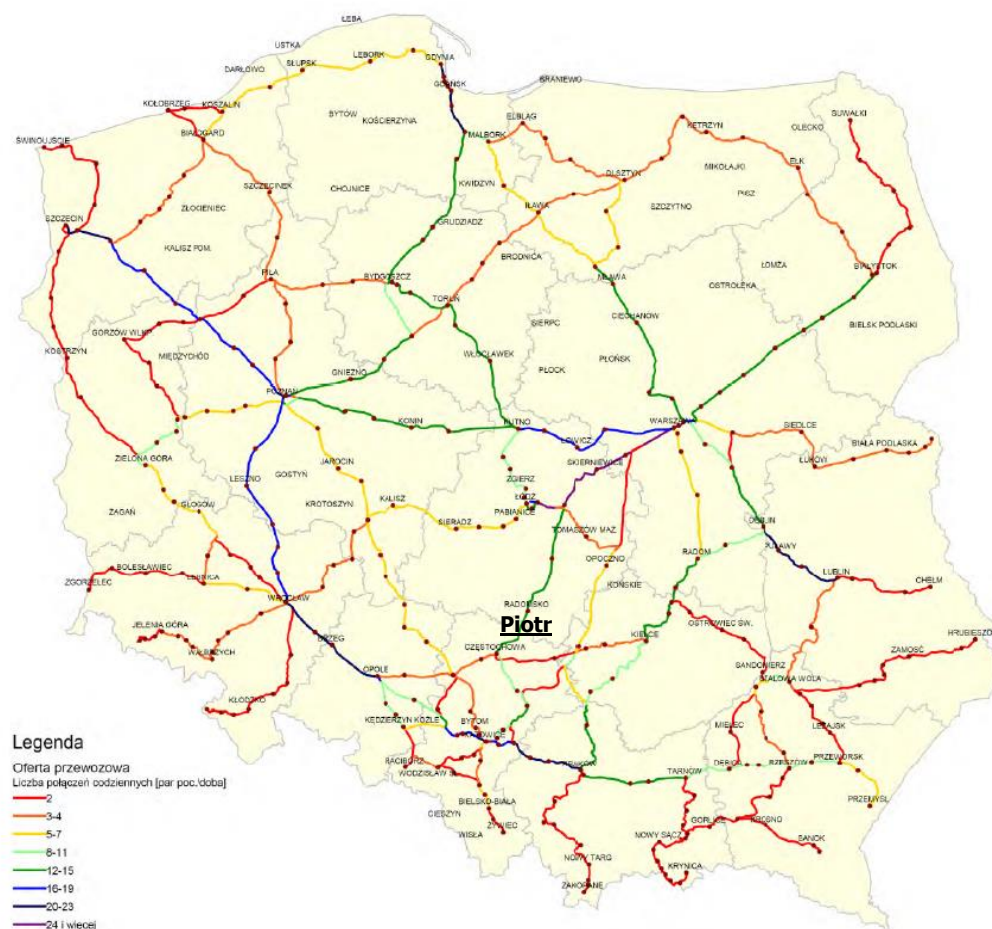 ŁEBA
USTKA
DARŁOWO
SŁUPSK
LĘBORK
GDYNIA
GDAŃSK
BRANIEWO
KOŁOBRZEG
KOSZALIN
BYTÓW
KOŚCIERZYNA
ELBLĄG
MALBORK
KĘTRZYN
OLECKO
SUWAŁKI
ŚWINOUJŚCIE
BIAŁOGARD
SZCZECINEK
CHOJNICE
KWIDZYN
OLSZTYN
MIKOŁAJKI
EŁK
PISZ
SZCZECIN
ZŁOCIENIEC
IŁAWA
SZCZYTNO
GRUDZIĄDZ
KALISZ POM.
BRODNICA
ŁOMŻA
BIAŁYSTOK
PIŁA
BYDGOSZCZ
MŁAWA
OSTROŁĘKA
TORUŃ
CIECHANÓW
BIELSK PODLASKI
GORZÓW WLKP
SIERPC
KOSTRZYN
MIĘDZYCHÓD
WŁOCŁAWEK
PŁOŃSK
GNIEZNO
PŁOCK
POZNAŃ
KONIN
KUTNO
WARSZAWA
SIEDLCE
ŁOWICZ
BIAŁA PODLASKA
ZIELONA GÓRA
LESZNO
GOSTYŃ
JAROCIN
SKIERNIEWICE
ŁUKÓW
ZGIERZ
ŁÓDŹ
ŻAGAŃ
GŁOGÓW
KROTOSZYN
KALISZ
SIERADZ
PABIANICE
TOMASZÓW MAZ
DĘBLIN
PUŁAWY
OPOCZNO
RADOM
LUBLIN
ZGORZELEC
BOLESŁAWIEC
LEGNICA
KOŃSKIE
CHEŁM
WROCŁAW
RADOMSKO
Piotr
OSTROWIEC ŚW.
JELENIA GÓRA
WAŁBRZYCH
BRZEG
CZĘSTOCHOWA
KIELCE
HRUBIESZÓ
ZAMOŚĆ
SANDOMIERZ
OPOLE
STALOWA WOLA
KŁODZKO
KĘDZIERZYN KOŹLE
BYTOM
KATOWICE
MIELEC
LEŻAJSK
RACIBÓRZ
WODZISŁAW ŚL
KRAKÓW
TARNÓW
DĘBICA
RZESZÓW
PRZEWORSK
BIELSKO-BIAŁA
CIESZYN
ŻYWIEC
WISŁA
PRZEMYŚL
GORLICE
KROSNO
NOWY SĄCZ
SANOK
NOWY TARG
KRYNICA
ZAKOPANE
Legenda
Oferta przewozowa
Liczba połączeń codziennych [par poc./doba]
2
3-4
5-7
8-11
12-15
16-19
20-23
24 i więcej